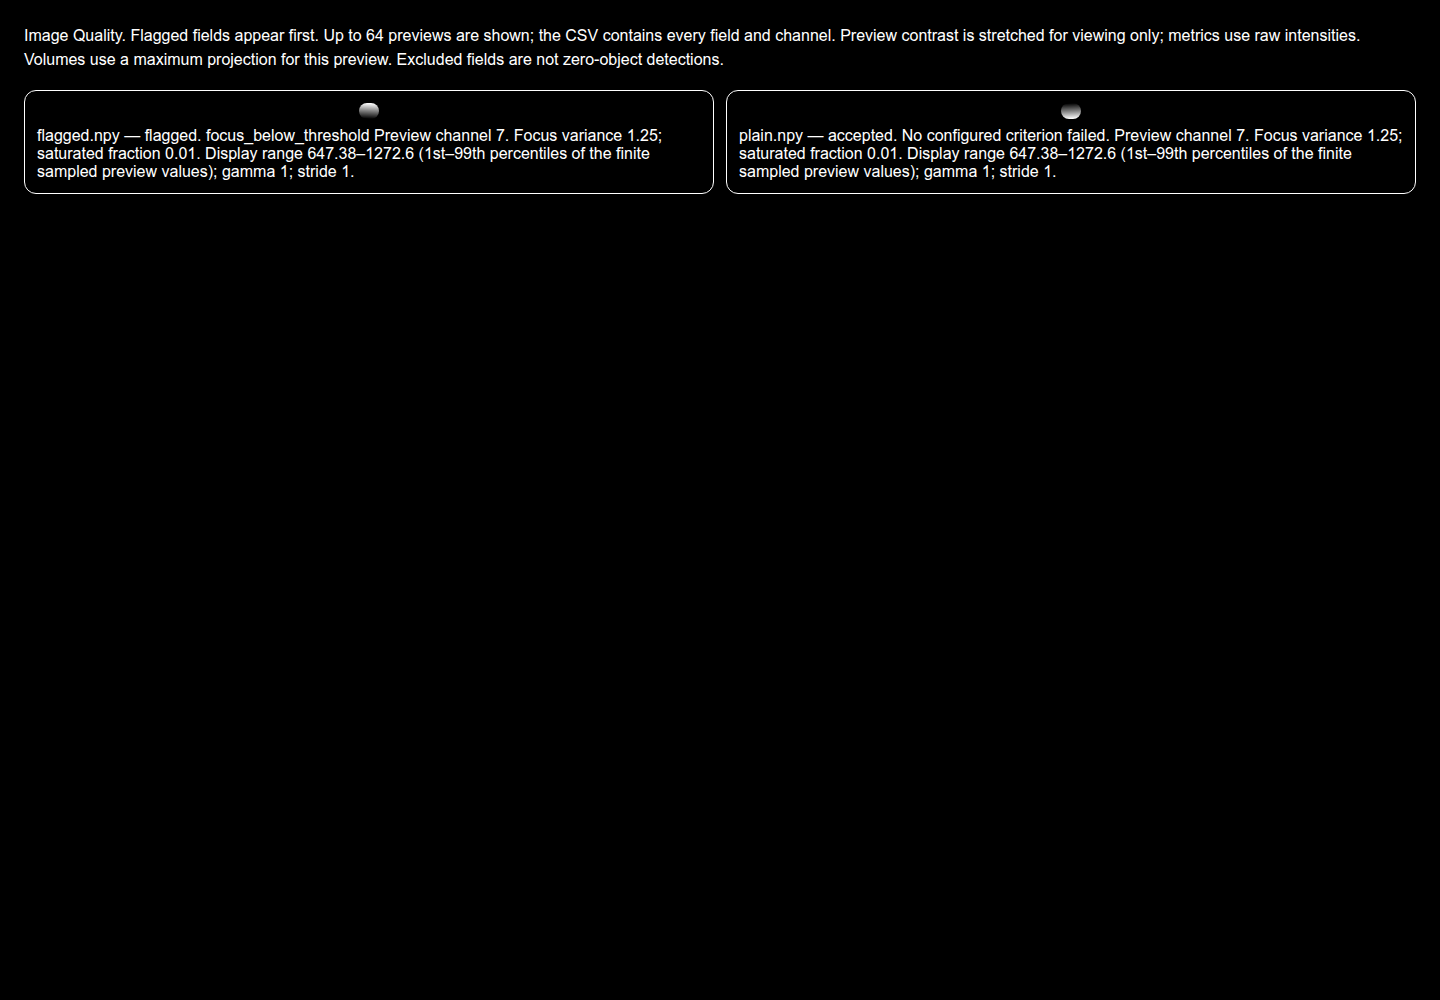 Image Quality. Flagged fields appear first. Up to 64 previews are shown; the CSV contains every field and channel. Preview contrast is stretched for viewing only; metrics use raw intensities.
Volumes use a maximum projection for this preview. Excluded fields are not zero-object detections.
flagged.npy — flagged. focus_below_threshold Preview channel 7. Focus variance 1.25;
saturated fraction 0.01. Display range 647.38–1272.6 (1st–99th percentiles of the finite
sampled preview values); gamma 1; stride 1.
plain.npy — accepted. No configured criterion failed. Preview channel 7. Focus variance 1.25;
saturated fraction 0.01. Display range 647.38–1272.6 (1st–99th percentiles of the finite
sampled preview values); gamma 1; stride 1.